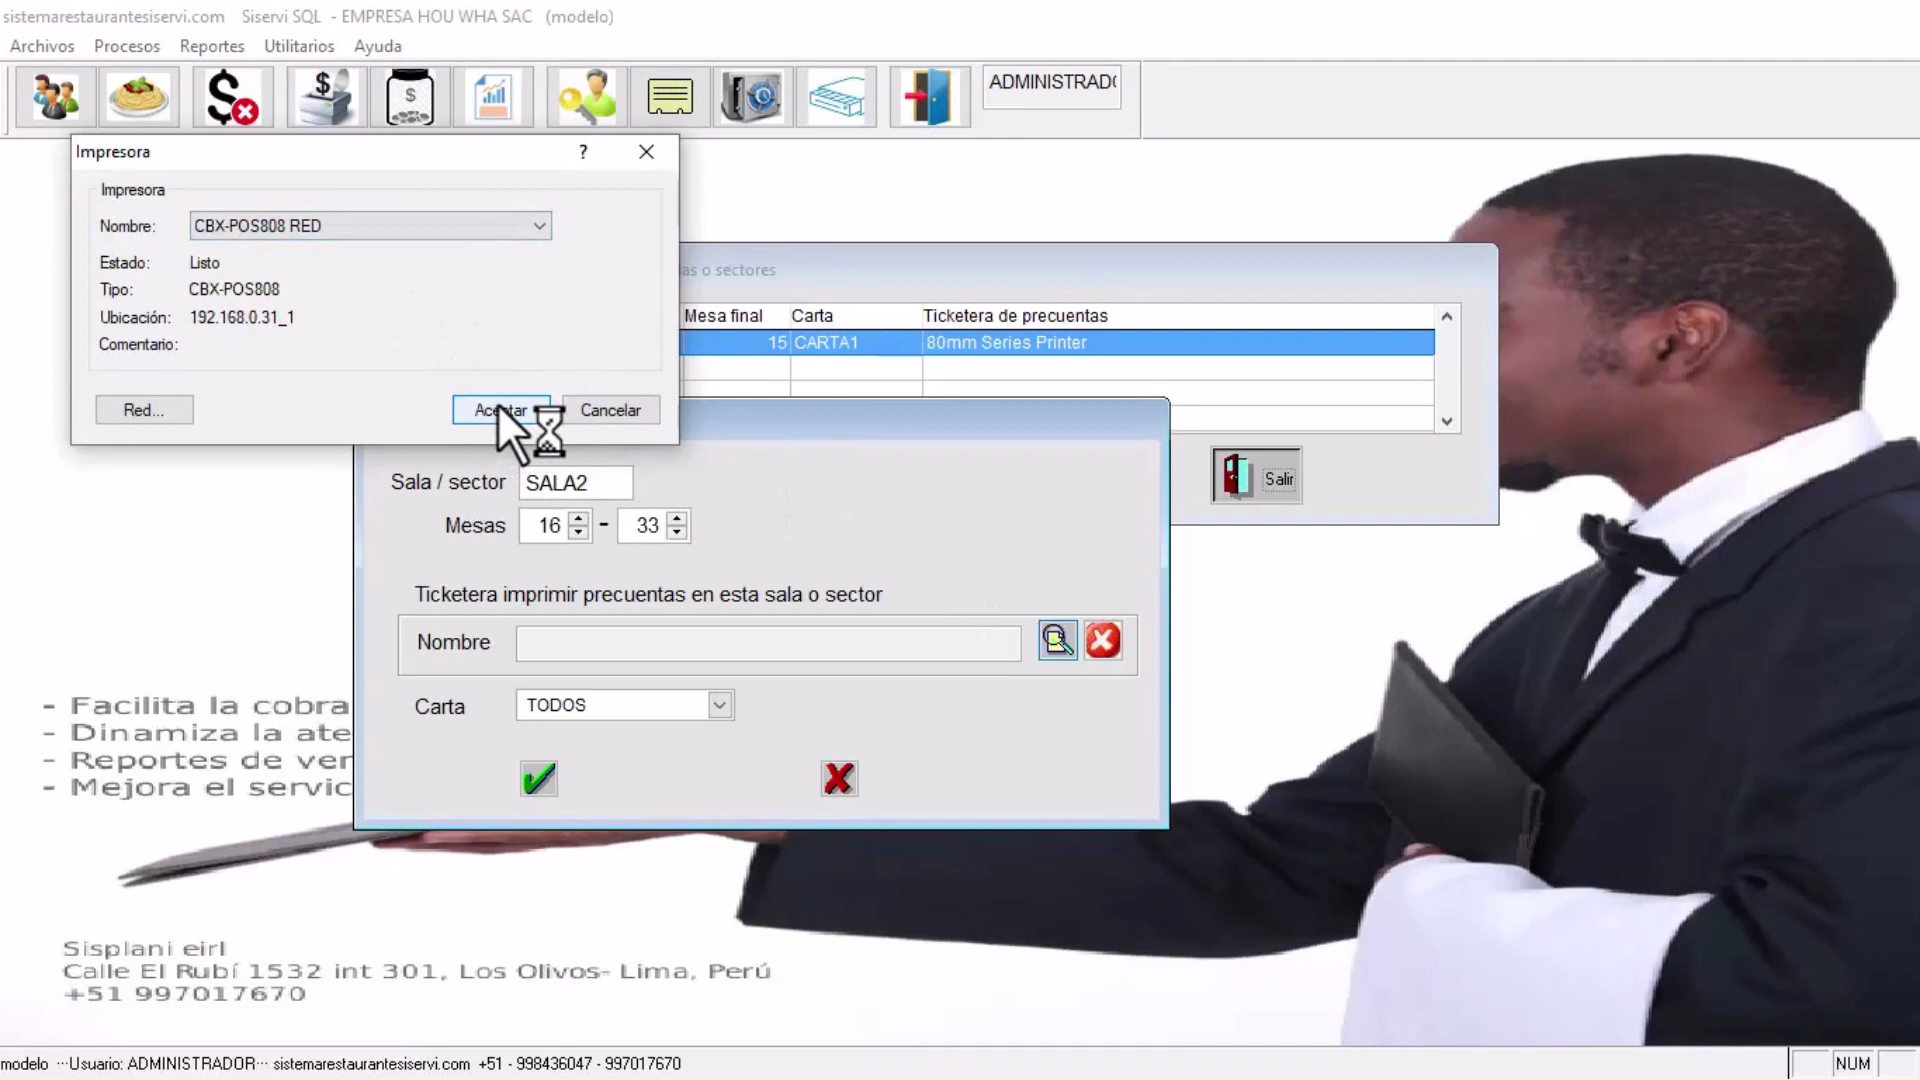 sistemarestaurantesiservi.com Siservi SQL - EMPRESA HOU WHA SAC (modelo)
Archivos Procesos Reportes Utilitarios Ayuda
ADMINISTRADO
Impresora
Impresora
Nombre: CBX-POS808 RED
Estado: Listo
Tipo: CBX-POS808
Ubicación: 192.168.0.31_1
Comentario:
Red... Aceptar Cancelar
as o sectores
Mesa final Carta Ticketera de precuentas
15 CARTA1 80mm Series Printer
Salir
Sala / sector SALA2
Mesas 16 - 33
Ticketera imprimir precuentas en esta sala o sector
Nombre
Carta TODOS
- Facilita la cobra
- Dinamiza la ate
- Reportes de ver
- Mejora el servic
Sisplani eirl
Calle El Rubí 1532 int 301, Los Olivos- Lima, Perú
+51 997017670
modelo ···Usuario: ADMINISTRADOR··· sistemarestaurantesiservi.com +51 - 998436047 - 997017670
NUM